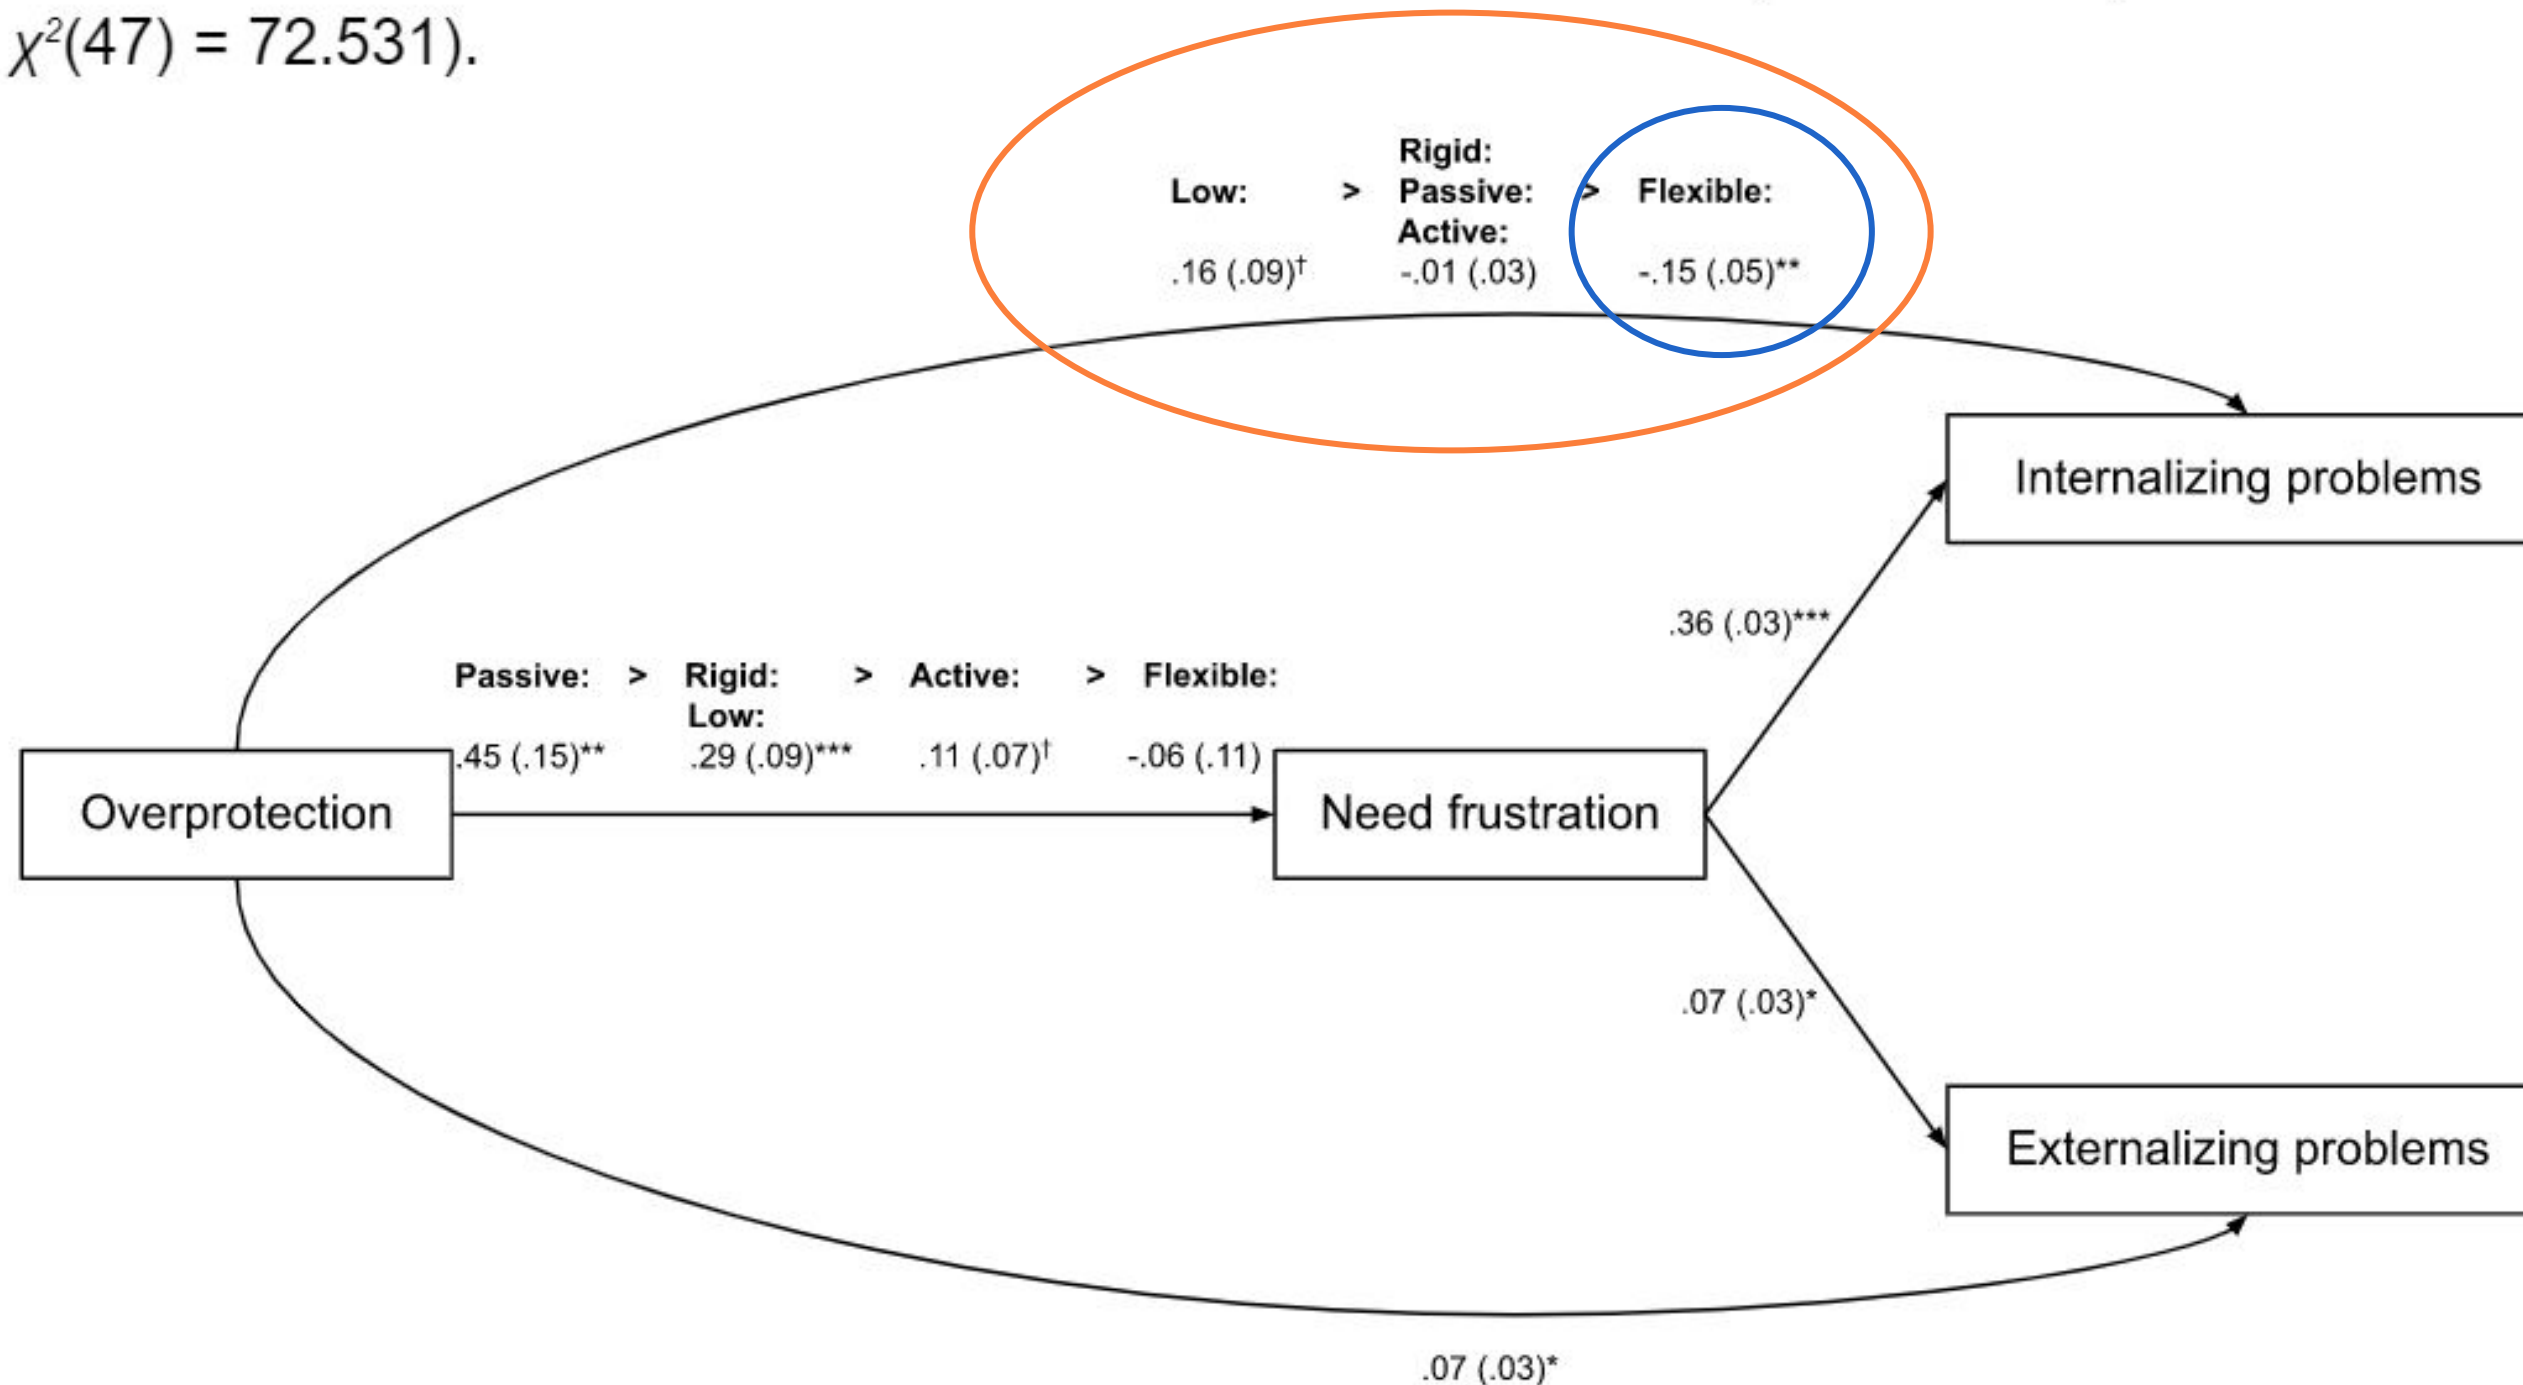 χ²(47) = 72.531).
Rigid:
Low: > Passive: > Flexible:
Active:
.16 (.09)† -.01 (.03) -.15 (.05)**
Internalizing problems
.36 (.03)***
Passive: > Rigid: > Active: > Flexible:
Low:
.45 (.15)** .29 (.09)*** .11 (.07)† -.06 (.11)
Overprotection
Need frustration
.07 (.03)*
Externalizing problems
.07 (.03)*